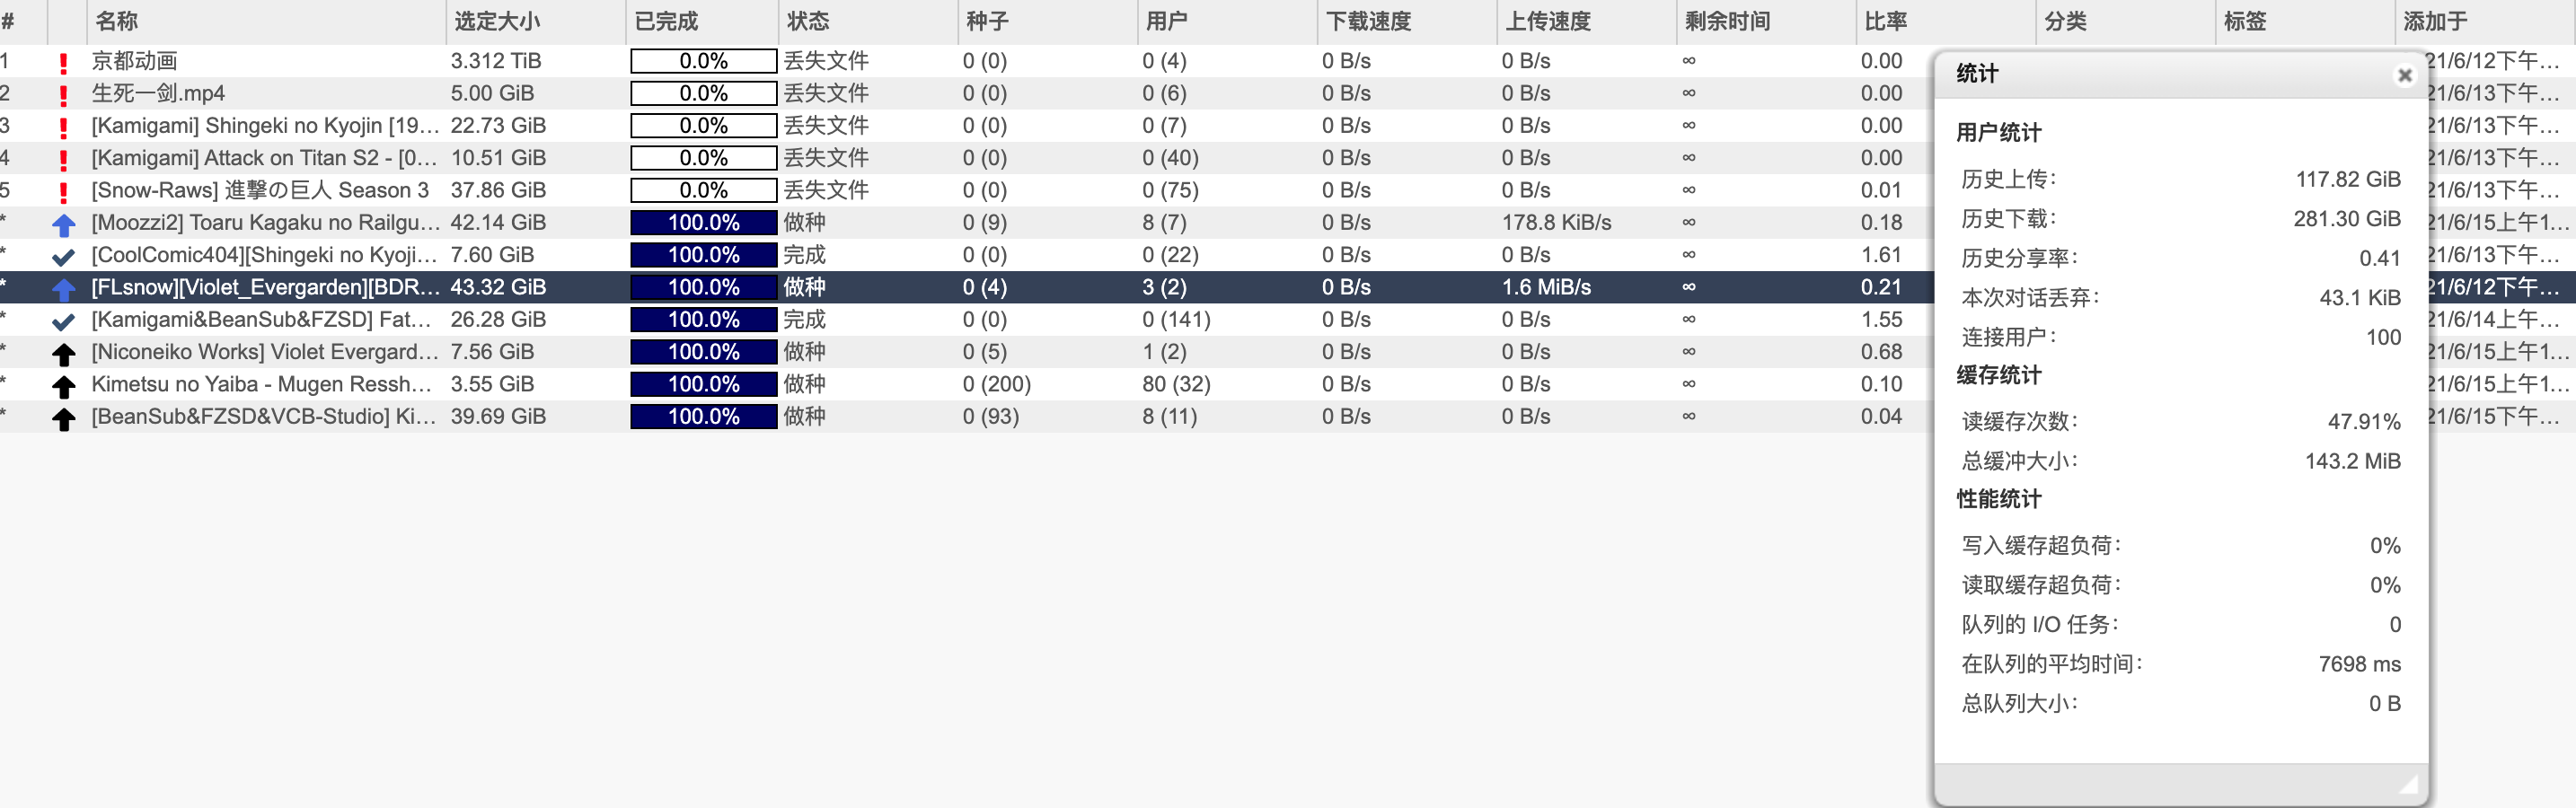 # 名称 选定大小 已完成 状态 种子 用户 下载速度 上传速度 剩余时间 比率 分类 标签 添加于
1 京都动画 3.312 TiB 0.0% 丢失文件 0 (0) 0 (4) 0 B/s 0 B/s ∞ 0.00 21/6/12下午...
2 生死一剑.mp4 5.00 GiB 0.0% 丢失文件 0 (0) 0 (6) 0 B/s 0 B/s ∞ 0.00 21/6/13下午...
3 [Kamigami] Shingeki no Kyojin [19... 22.73 GiB 0.0% 丢失文件 0 (0) 0 (7) 0 B/s 0 B/s ∞ 0.00 21/6/13下午...
4 [Kamigami] Attack on Titan S2 - [0... 10.51 GiB 0.0% 丢失文件 0 (0) 0 (40) 0 B/s 0 B/s ∞ 0.00 21/6/13下午...
5 [Snow-Raws] 進撃の巨人 Season 3 37.86 GiB 0.0% 丢失文件 0 (0) 0 (75) 0 B/s 0 B/s ∞ 0.01 21/6/13下午...
* [Moozzi2] Toaru Kagaku no Railgu... 42.14 GiB 100.0% 做种 0 (9) 8 (7) 0 B/s 178.8 KiB/s ∞ 0.18 21/6/15上午1...
* [CoolComic404][Shingeki no Kyoji... 7.60 GiB 100.0% 完成 0 (0) 0 (22) 0 B/s 0 B/s ∞ 1.61 21/6/13下午...
* [FLsnow][Violet_Evergarden][BDR... 43.32 GiB 100.0% 做种 0 (4) 3 (2) 0 B/s 1.6 MiB/s ∞ 0.21 21/6/12下午...
* [Kamigami&BeanSub&FZSD] Fat... 26.28 GiB 100.0% 完成 0 (0) 0 (141) 0 B/s 0 B/s ∞ 1.55 21/6/14上午...
* [Niconeiko Works] Violet Evergard... 7.56 GiB 100.0% 做种 0 (5) 1 (2) 0 B/s 0 B/s ∞ 0.68 21/6/15上午1...
* Kimetsu no Yaiba - Mugen Ressh... 3.55 GiB 100.0% 做种 0 (200) 80 (32) 0 B/s 0 B/s ∞ 0.10 21/6/15上午1...
* [BeanSub&FZSD&VCB-Studio] Ki... 39.69 GiB 100.0% 做种 0 (93) 8 (11) 0 B/s 0 B/s ∞ 0.04 21/6/15下午...
统计
用户统计
历史上传: 117.82 GiB
历史下载: 281.30 GiB
历史分享率: 0.41
本次对话丢弃: 43.1 KiB
连接用户: 100
缓存统计
读缓存次数: 47.91%
总缓冲大小: 143.2 MiB
性能统计
写入缓存超负荷: 0%
读取缓存超负荷: 0%
队列的 I/O 任务: 0
在队列的平均时间: 7698 ms
总队列大小: 0 B